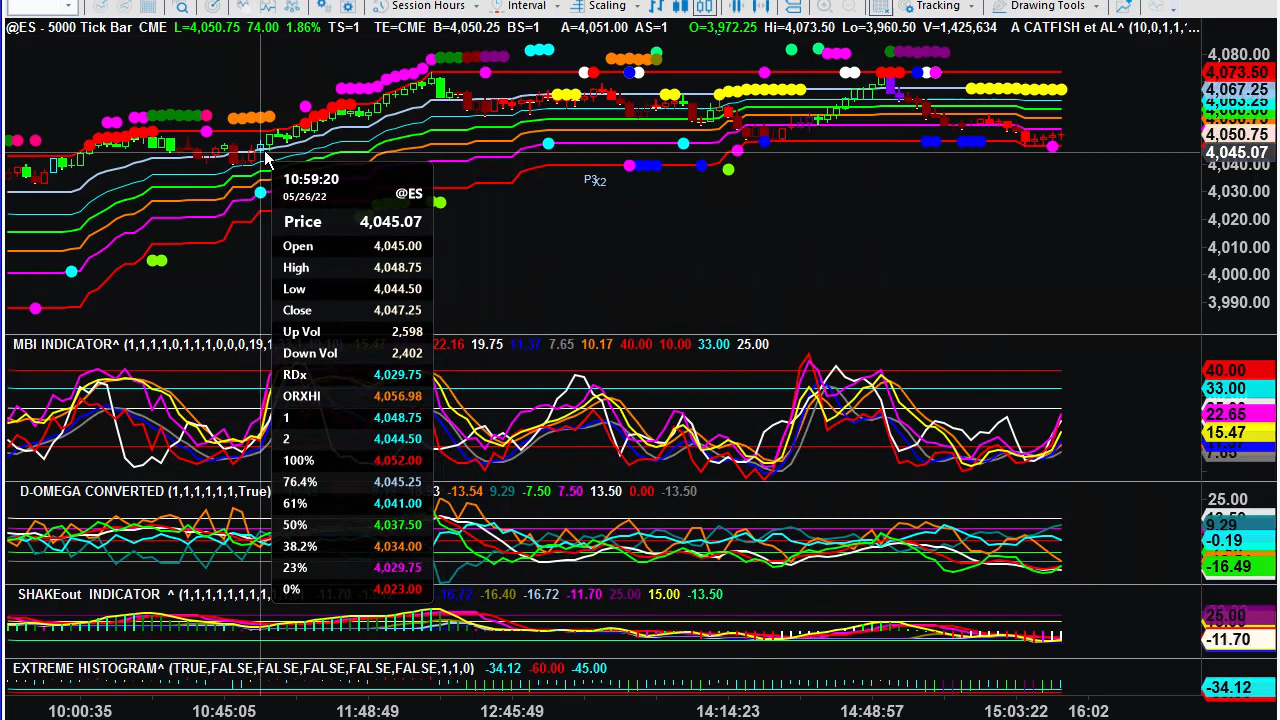 Session Hours Interval Scaling Tracking Drawing Tools
@ES - 5000 Tick Bar CME L=4,050.75 74.00 1.86% TS=1 TE=CME B=4,050.25 BS=1 A=4,051.00 AS=1 O=3,972.25 Hi=4,073.50 Lo=3,960.50 V=1,425,634 A CATFISH et AL^ (10,0,1,1,1,...
4,080.00
4,073.50
4,067.25
4,063.25
4,050.75
4,045.07
4,040.00
4,030.00
4,020.00
4,010.00
4,000.00
3,990.00
P3
X2
10:59:20
05/26/22 @ES
Price 4,045.07
Open 4,045.00
High 4,048.75
Low 4,044.50
Close 4,047.25
Up Vol 2,598
Down Vol 2,402
RDx 4,029.75
ORXHI 4,056.98
1 4,048.75
2 4,044.50
100% 4,052.00
76.4% 4,045.25
61% 4,041.00
50% 4,037.50
38.2% 4,034.00
23% 4,029.75
0% 4,023.00
MBI INDICATOR^ (1,1,1,1,0,1,1,1,0,0,0,19,1 22.16 19.75 11.37 7.65 10.17 40.00 10.00 33.00 25.00
40.00
33.00
22.65
15.47
7.65
D-OMEGA CONVERTED (1,1,1,1,1,1,True) -13.54 9.29 -7.50 7.50 13.50 0.00 -13.50
25.00
9.29
-0.19
-16.49
SHAKEout INDICATOR ^ (1,1,1,1,1,1,1,1 -16.72 -16.40 -16.72 -11.70 25.00 15.00 -13.50
25.00
-11.70
EXTREME HISTOGRAM^ (TRUE,FALSE,FALSE,FALSE,FALSE,FALSE,1,1,0) -34.12 -60.00 -45.00
-34.12
10:00:35 10:45:05 11:48:49 12:45:49 14:14:23 14:48:57 15:03:22 16:02